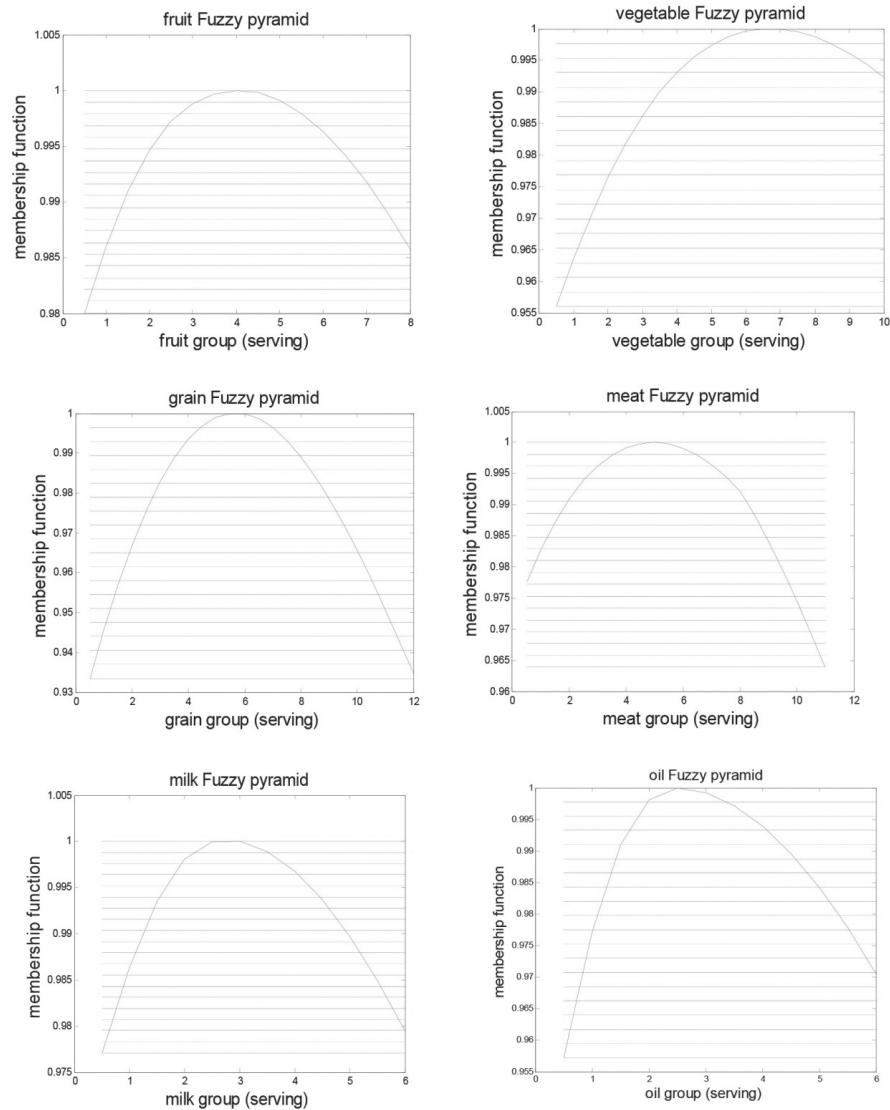 fruit Fuzzy pyramid
1.005
1
0.995
0.99
0.985
0.98
membership function
0 1 2 3 4 5 6 7 8
fruit group (serving)
vegetable Fuzzy pyramid
1
0.995
0.99
0.985
0.98
0.975
0.97
0.965
0.96
0.955
membership function
0 1 2 3 4 5 6 7 8 9 10
vegetable group (serving)
grain Fuzzy pyramid
1
0.99
0.98
0.97
0.96
0.95
0.94
0.93
membership function
0 2 4 6 8 10 12
grain group (serving)
meat Fuzzy pyramid
1.005
1
0.995
0.99
0.985
0.98
0.975
0.97
0.965
0.96
membership function
0 2 4 6 8 10 12
meat group (serving)
milk Fuzzy pyramid
1.005
1
0.995
0.99
0.985
0.98
0.975
membership function
0 1 2 3 4 5 6
milk group (serving)
oil Fuzzy pyramid
1
0.995
0.99
0.985
0.98
0.975
0.97
0.965
0.96
0.955
membership function
0 1 2 3 4 5 6
oil group (serving)